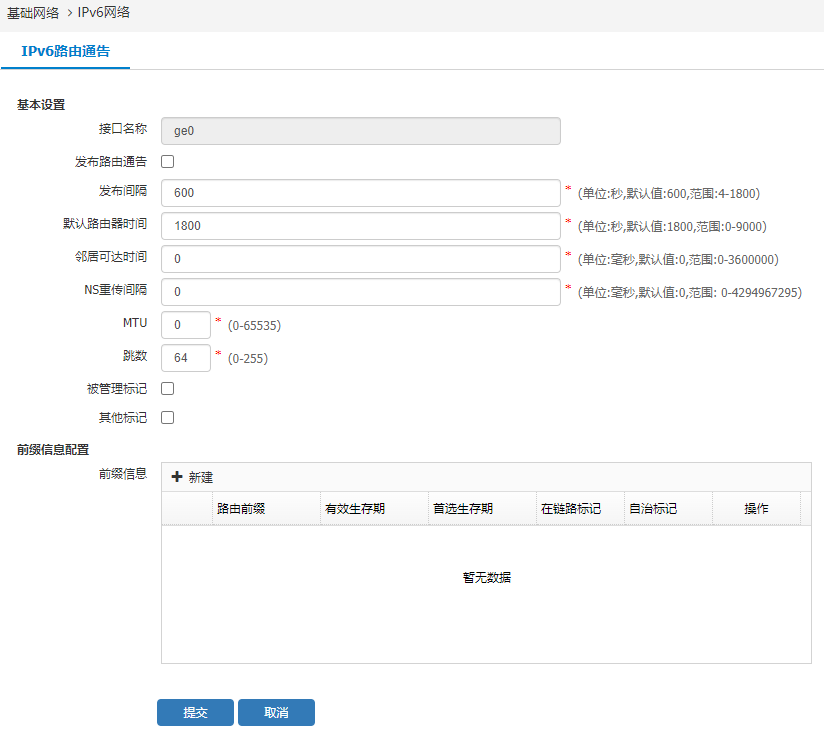 基础网络 > IPv6网络
IPv6路由通告
基本设置
接口名称 ge0
发布路由通告
发布间隔 600 * (单位:秒,默认值:600,范围:4-1800)
默认路由器时间 1800 * (单位:秒,默认值:1800,范围:0-9000)
邻居可达时间 0 * (单位:毫秒,默认值:0,范围:0-3600000)
NS重传间隔 0 * (单位:毫秒,默认值:0,范围: 0-4294967295)
MTU 0 * (0-65535)
跳数 64 * (0-255)
被管理标记
其他标记
前缀信息配置
前缀信息 + 新建
路由前缀 有效生存期 首选生存期 在链路标记 自治标记 操作
暂无数据
提交 取消